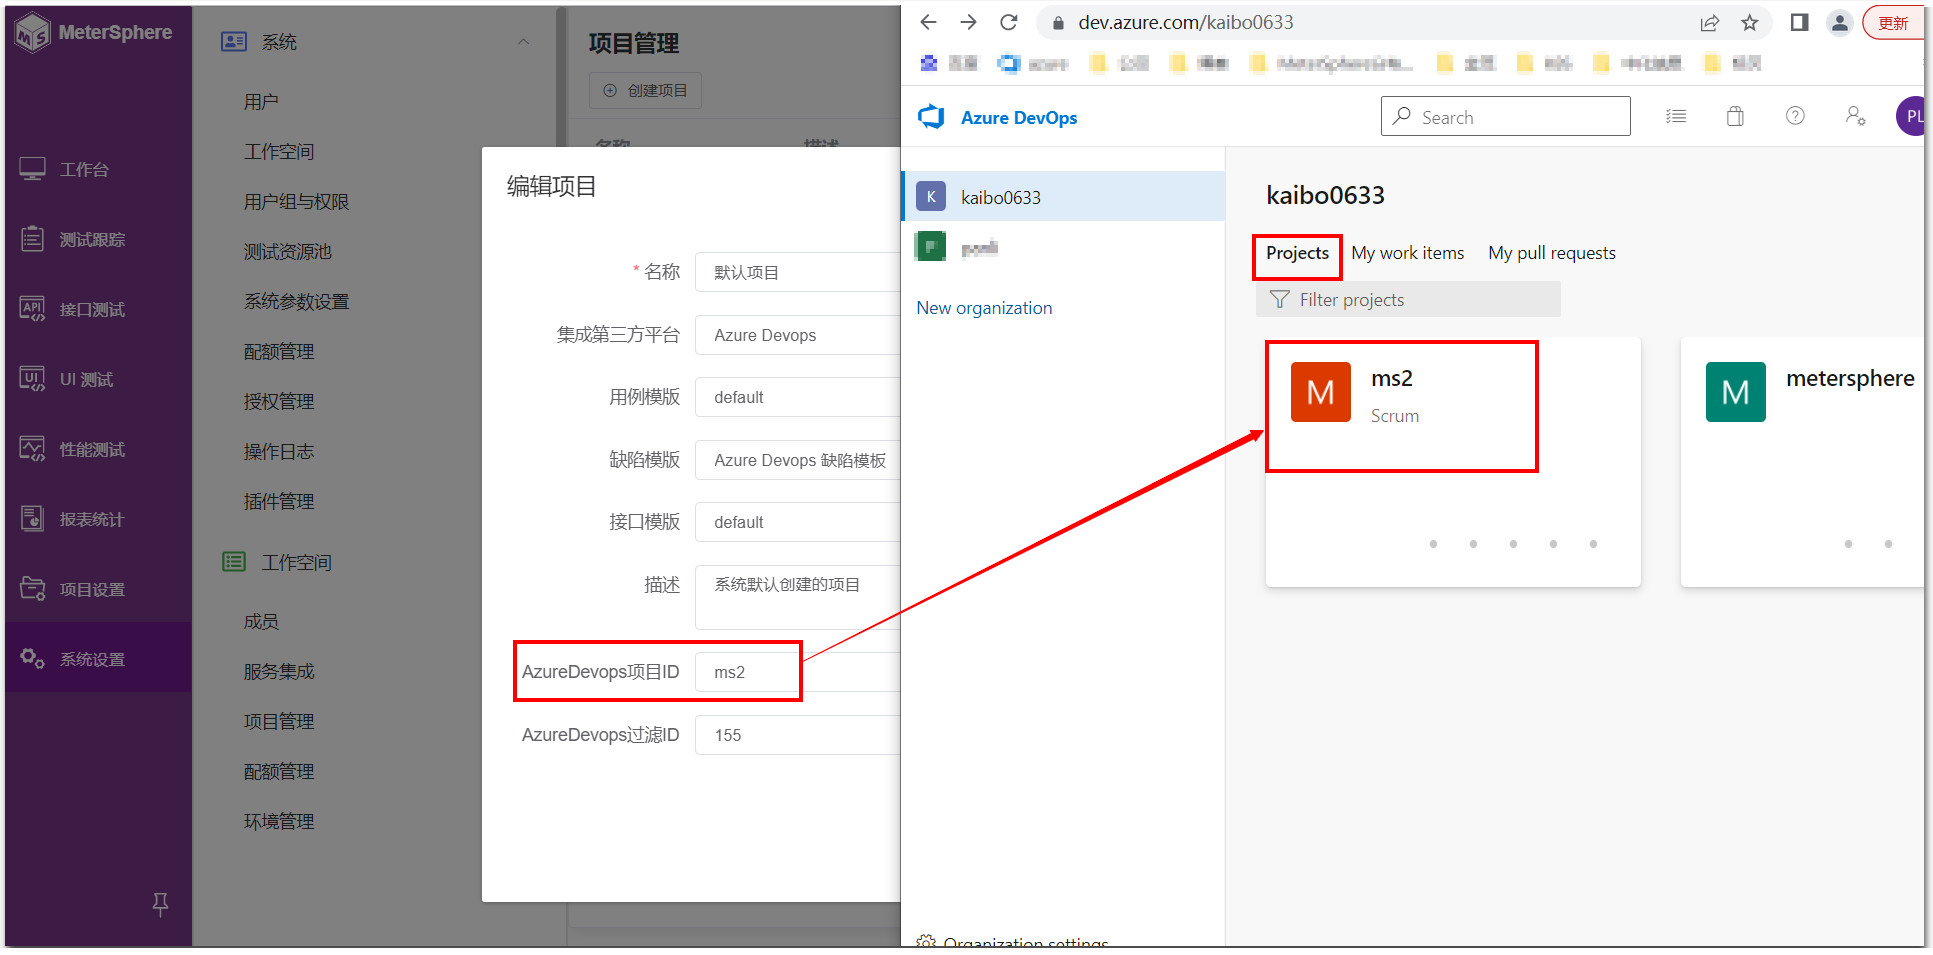 MeterSphere
工作台
测试跟踪
接口测试
UI 测试
性能测试
报表统计
项目设置
系统设置
系统
用户
工作空间
用户组与权限
测试资源池
系统参数设置
配额管理
授权管理
操作日志
插件管理
工作空间
成员
服务集成
项目管理
配额管理
环境管理
项目管理
创建项目
名称 描述
编辑项目
* 名称 默认项目
集成第三方平台 Azure Devops
用例模版 default
缺陷模版 Azure Devops 缺陷模板
接口模版 default
描述 系统默认创建的项目
AzureDevops项目ID ms2
AzureDevops过滤ID 155
dev.azure.com/kaibo0633
更新
Azure DevOps
Search
PL
K kaibo0633
P
New organization
Organization settings
kaibo0633
Projects My work items My pull requests
Filter projects
M ms2
Scrum
M metersphere